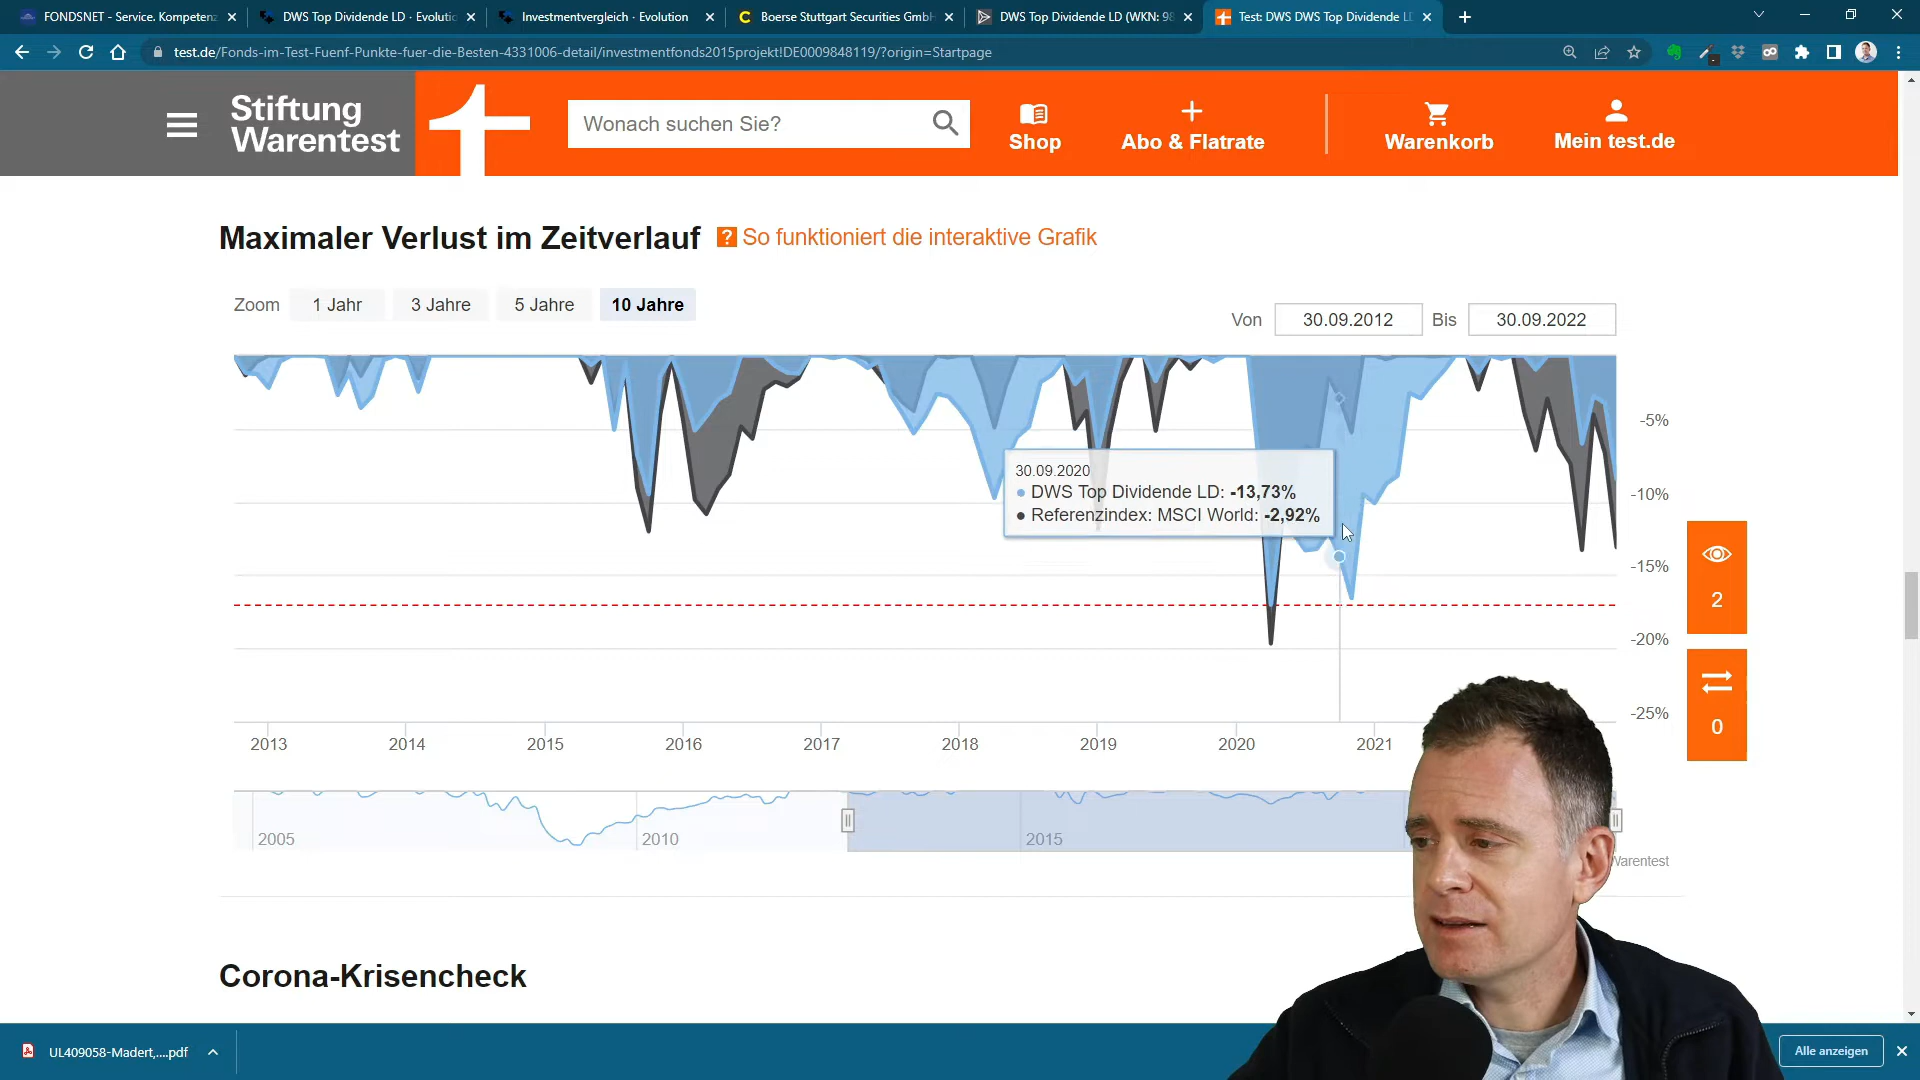 FONDSNET - Service. Kompetenz
DWS Top Dividende LD · Evolutio
Investmentvergleich · Evolution
Boerse Stuttgart Securities GmbH
DWS Top Dividende LD (WKN: 98
Test: DWS DWS Top Dividende LD
test.de/Fonds-im-Test-Fuenf-Punkte-fuer-die-Besten-4331006-detail/investmentfonds2015projekt!DE0009848119/?origin=Startpage
Stiftung
Warentest
Wonach suchen Sie?
Shop
Abo & Flatrate
Warenkorb
Mein test.de
Maximaler Verlust im Zeitverlauf
? So funktioniert die interaktive Grafik
Zoom 1 Jahr 3 Jahre 5 Jahre 10 Jahre
Von 30.09.2012 Bis 30.09.2022
-5%
-10%
-15%
-20%
-25%
30.09.2020
DWS Top Dividende LD: -13,73%
Referenzindex: MSCI World: -2,92%
2
0
2013 2014 2015 2016 2017 2018 2019 2020 2021
2005 2010 2015
Warentest
Corona-Krisencheck
UL409058-Madert,....pdf
Alle anzeigen